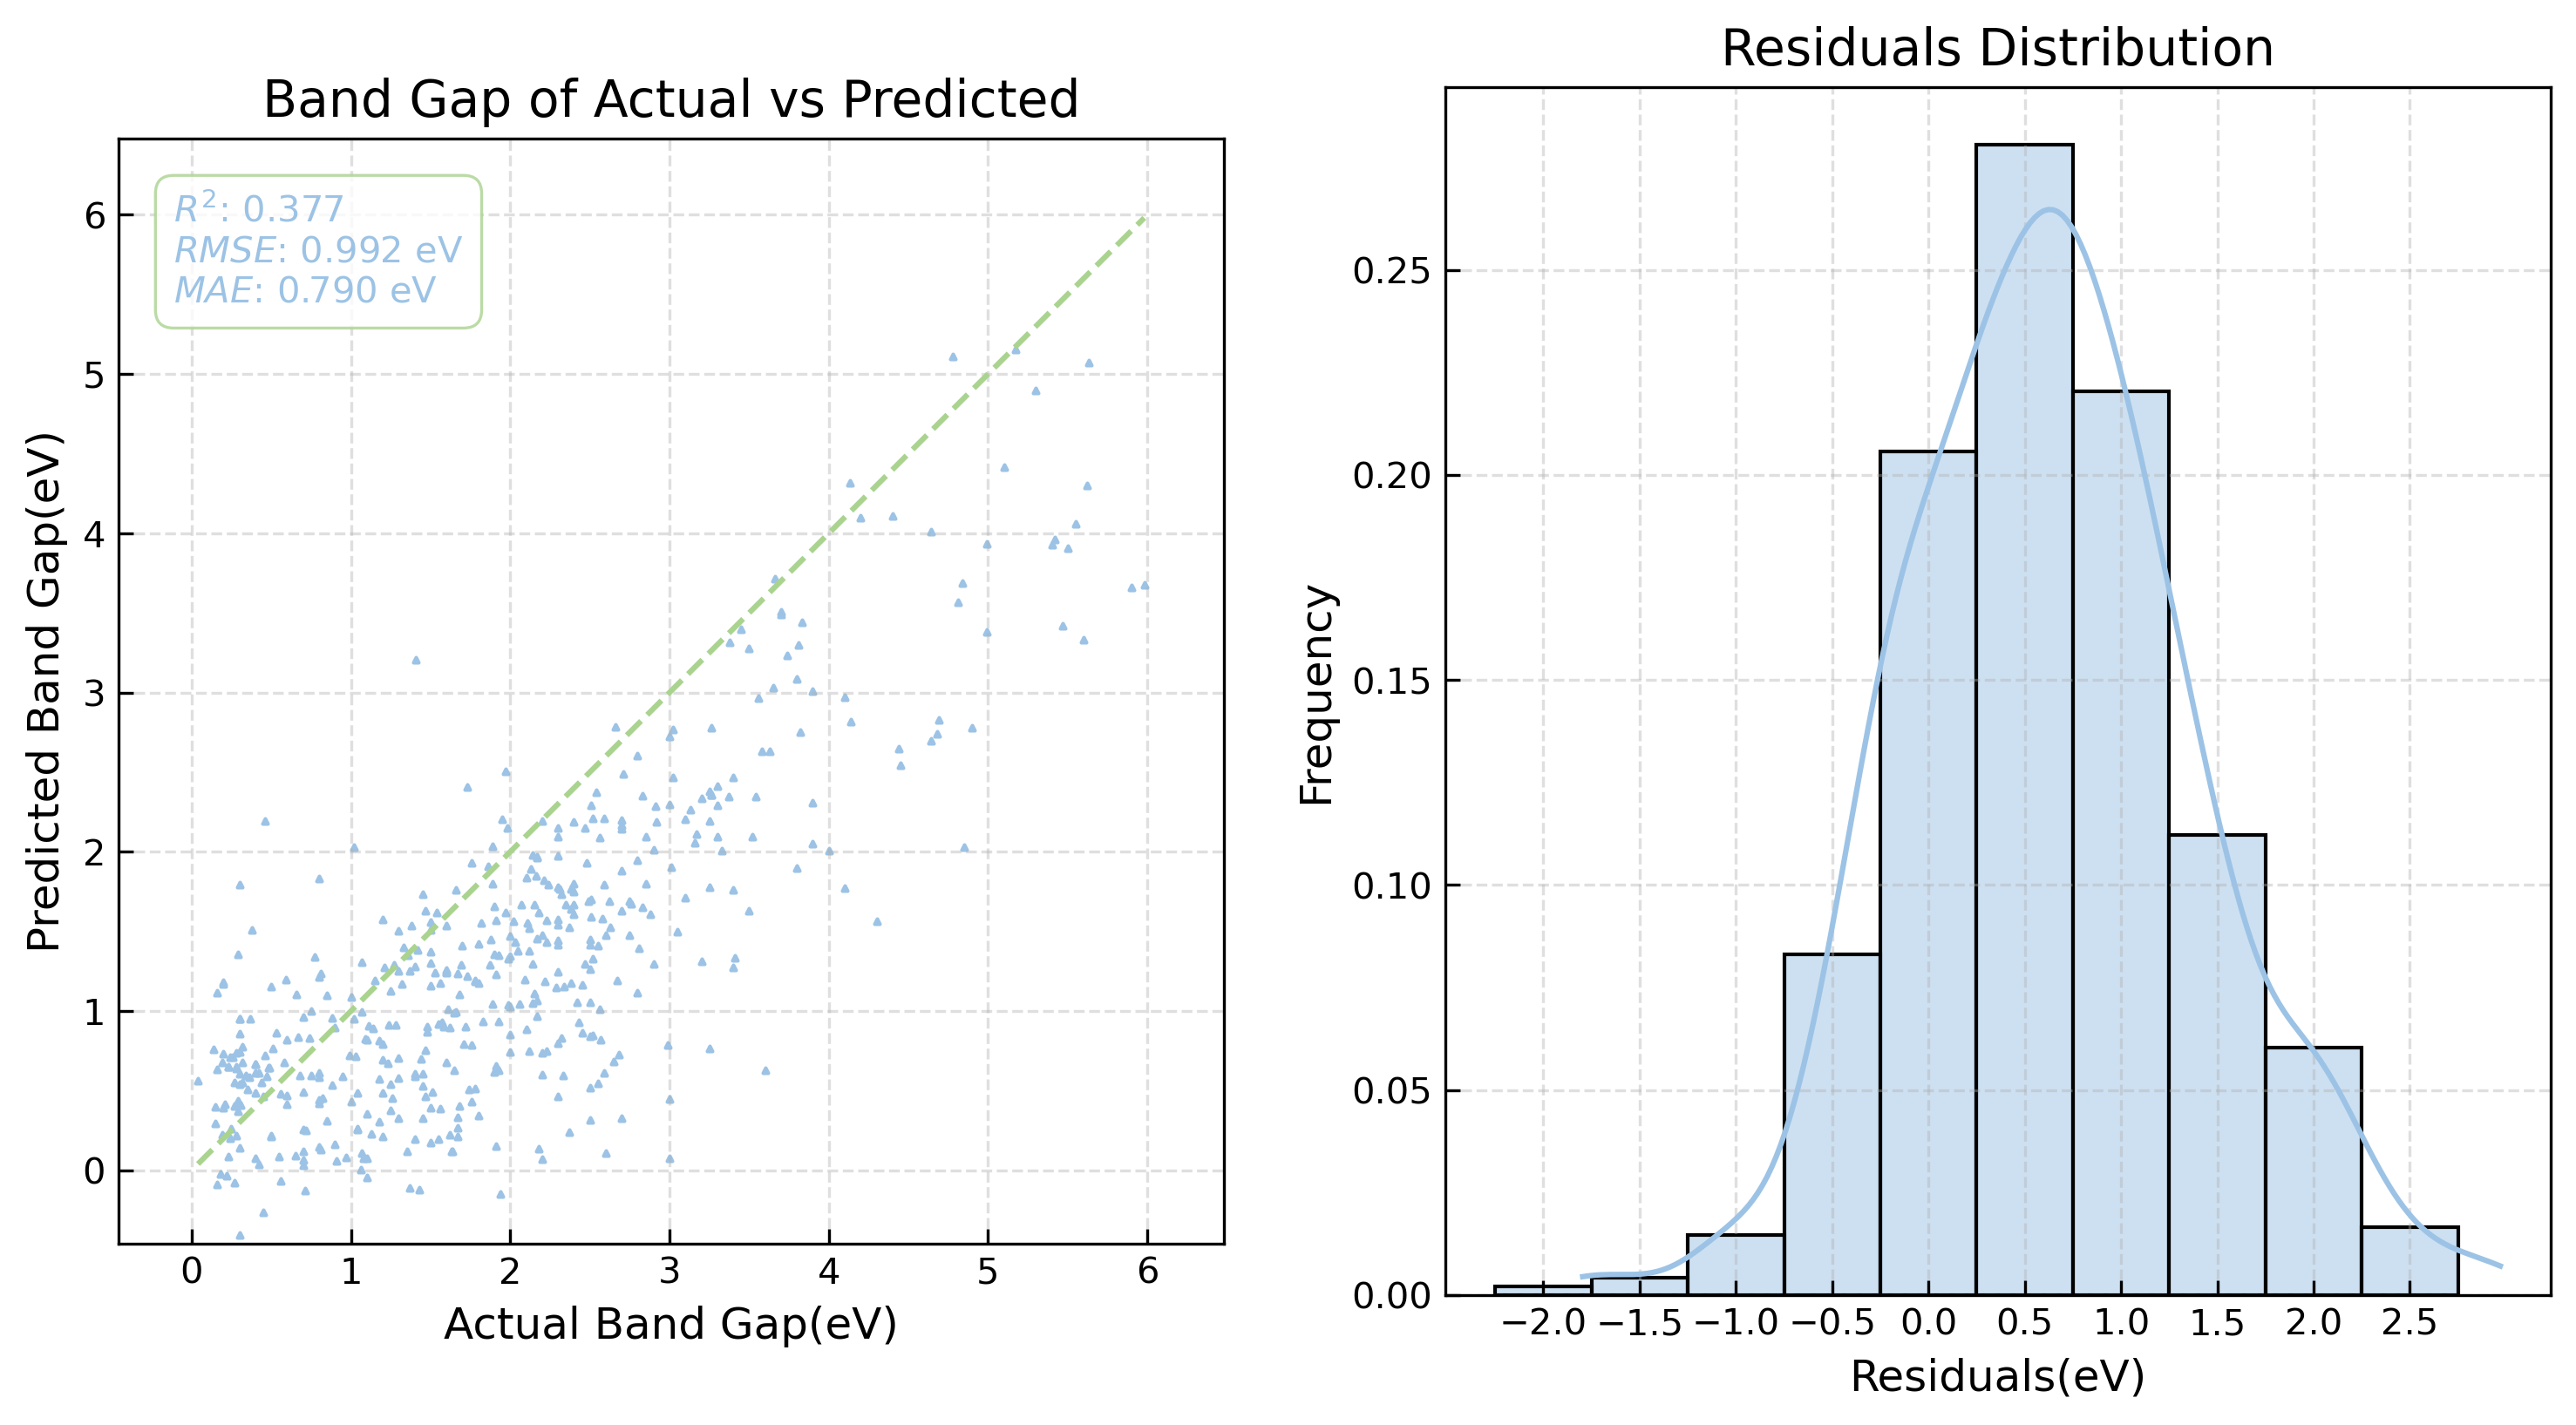 Band Gap of Actual vs Predicted
R²: 0.377
RMSE: 0.992 eV
MAE: 0.790 eV
Predicted Band Gap(eV)
6
5
4
3
2
1
0
0 1 2 3 4 5 6
Actual Band Gap(eV)
Residuals Distribution
Frequency
0.25
0.20
0.15
0.10
0.05
0.00
−2.0 −1.5 −1.0 −0.5 0.0 0.5 1.0 1.5 2.0 2.5
Residuals(eV)